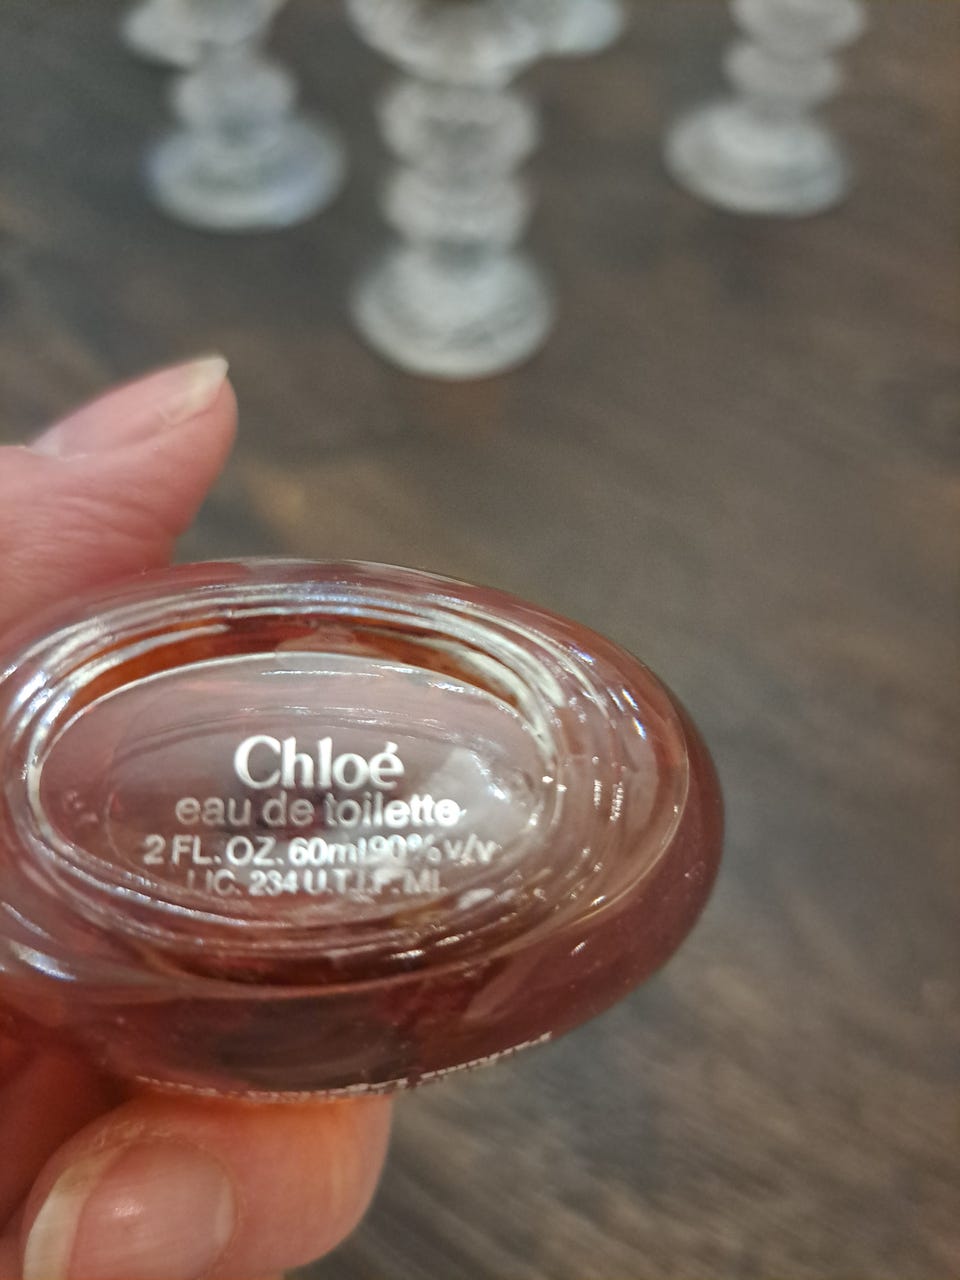 Chloé
eau de toilette
2 FL. OZ. 60ml 90% v/v
LIC. 234 U.T.I.F. MI.